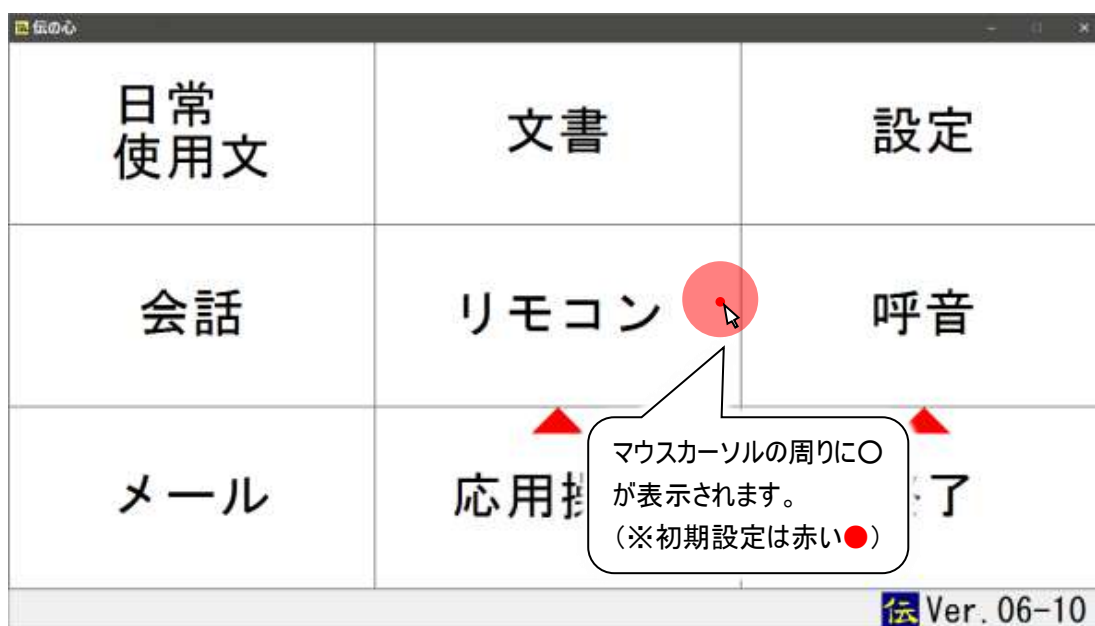 伝の心
日常
使用文
文書
設定
会話
リモコン
呼音
メール
応用
了
マウスカーソルの周りに○
が表示されます。
(※初期設定は赤い●)
伝 Ver. 06-10